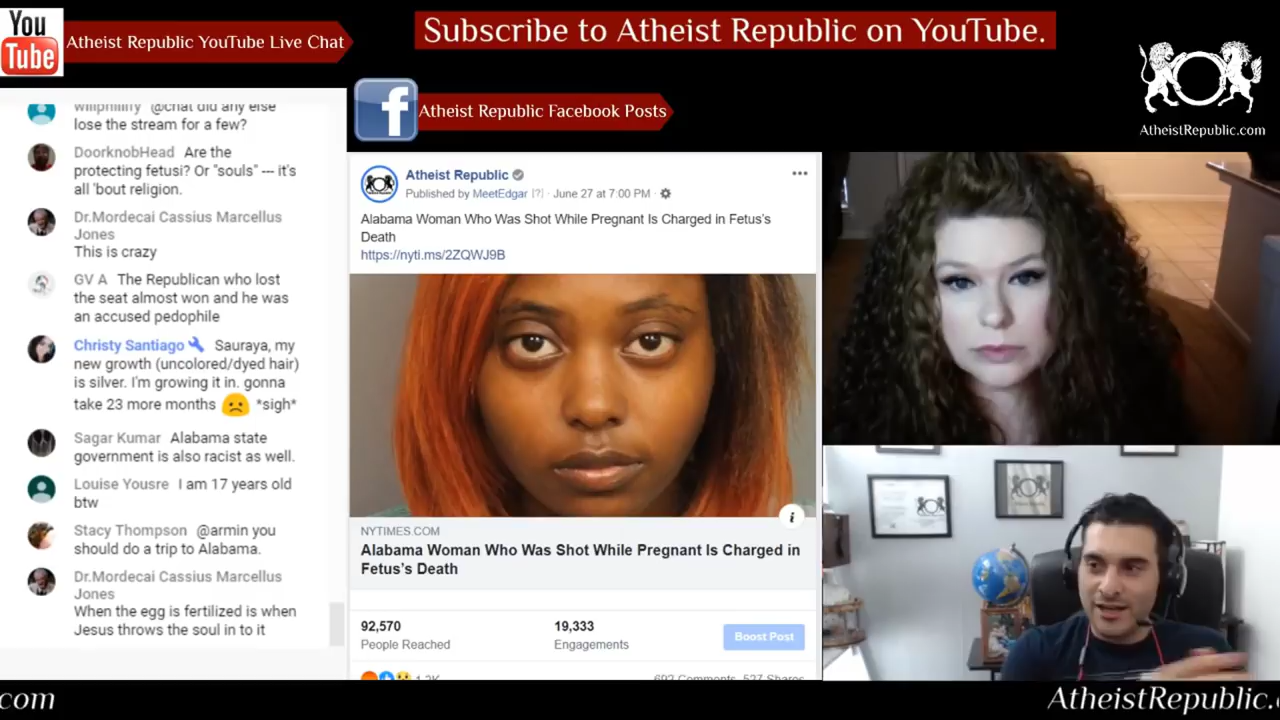 You
Tube
Atheist Republic YouTube Live Chat
Subscribe to Atheist Republic on YouTube.
AtheistRepublic.com
Atheist Republic Facebook Posts
willphillfy @chat did any else
lose the stream for a few?
DoorknobHead Are the
protecting fetusi? Or "souls" --- it's
all 'bout religion.
Dr.Mordecai Cassius Marcellus
Jones
This is crazy
GV A The Republican who lost
the seat almost won and he was
an accused pedophile
Christy Santiago Sauraya, my
new growth (uncolored/dyed hair)
is silver. I'm growing it in. gonna
take 23 more months *sigh*
Sagar Kumar Alabama state
government is also racist as well.
Louise Yousre I am 17 years old
btw
Stacy Thompson @armin you
should do a trip to Alabama.
Dr.Mordecai Cassius Marcellus
Jones
When the egg is fertilized is when
Jesus throws the soul in to it
Atheist Republic
Published by MeetEdgar [?] · June 27 at 7:00 PM ·
Alabama Woman Who Was Shot While Pregnant Is Charged in Fetus's
Death
https://nyti.ms/2ZQWJ9B
NYTIMES.COM
Alabama Woman Who Was Shot While Pregnant Is Charged in
Fetus's Death
92,570
People Reached
19,333
Engagements
Boost Post
1.2K
692 Comments 527 Shares
.com
AtheistRepublic.